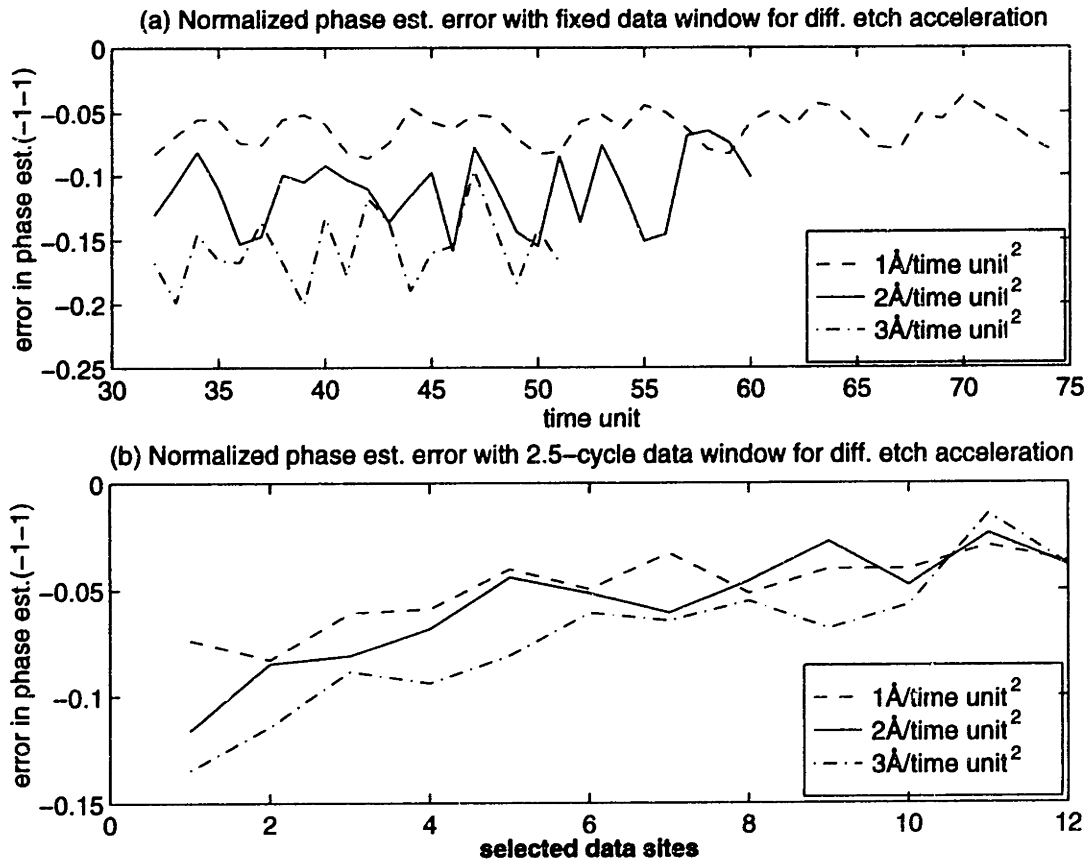 (a) Normalized phase est. error with fixed data window for diff. etch acceleration
error in phase est.(−1−1)
0
−0.05
−0.1
−0.15
−0.2
−0.25
1Å/time unit²
2Å/time unit²
3Å/time unit²
30 35 40 45 50 55 60 65 70 75
time unit
(b) Normalized phase est. error with 2.5−cycle data window for diff. etch acceleration
error in phase est.(−1−1)
0
−0.05
−0.1
−0.15
1Å/time unit²
2Å/time unit²
3Å/time unit²
0 2 4 6 8 10 12
selected data sites